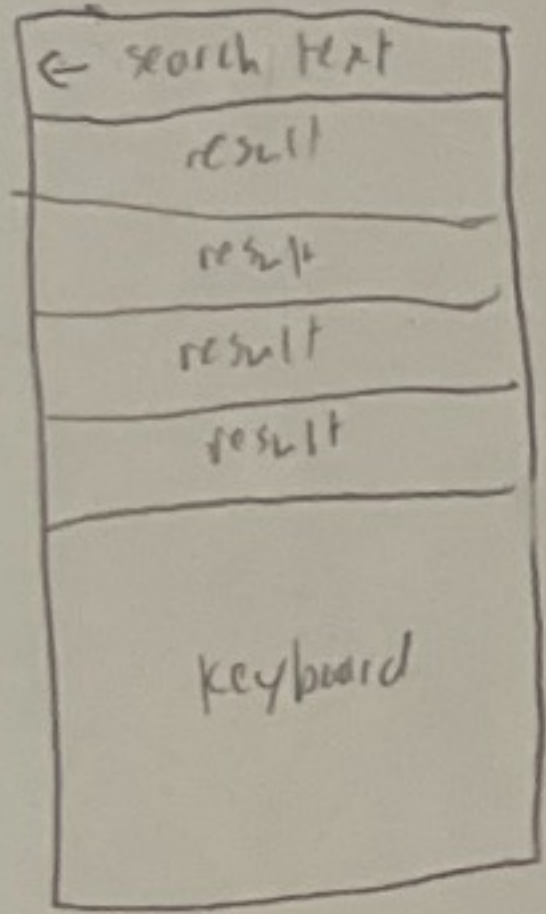 ← search text
result
result
result
result
keyboard